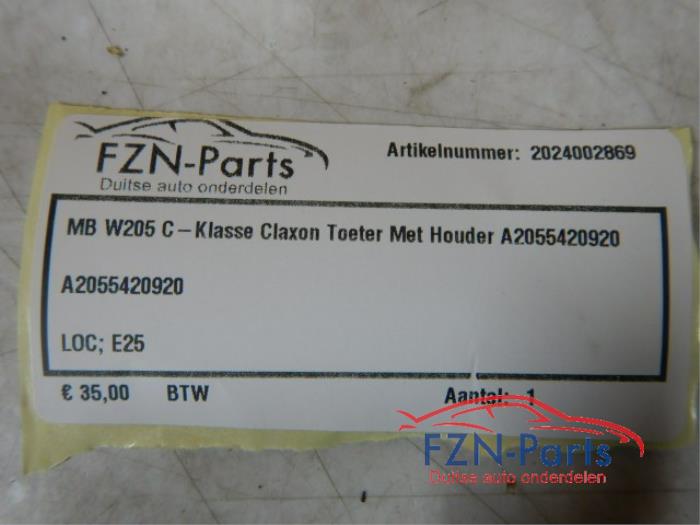 FZN-Parts
Duitse auto onderdelen
Artikelnummer: 2024002869
MB W205 C-Klasse Claxon Toeter Met Houder A2055420920
A2055420920
LOC; E25
€ 35,00 BTW Aantal: 1
FZN-Parts
Duitse auto onderdelen